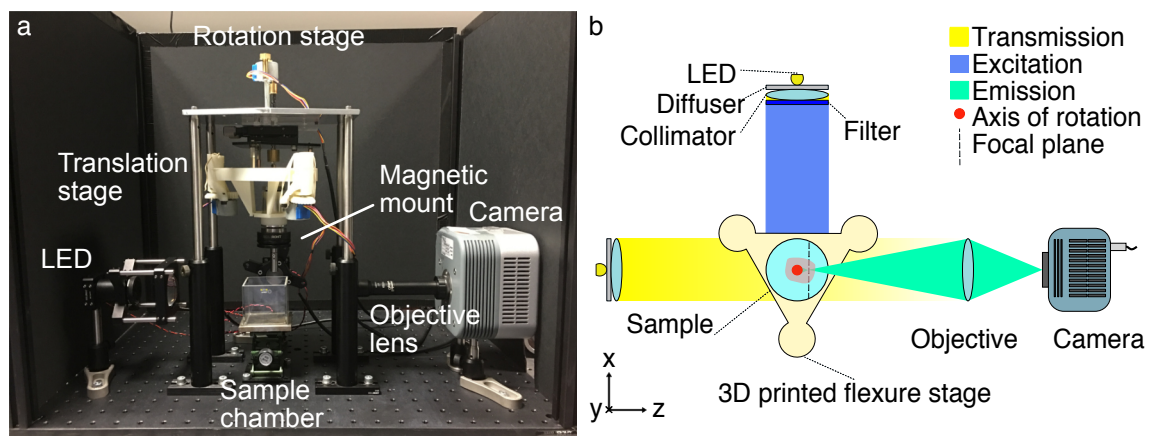 a
Rotation stage
Translation
stage
Magnetic
mount
Camera
LED
Objective
lens
Sample
chamber
b
Transmission
Excitation
Emission
Axis of rotation
Focal plane
LED
Diffuser
Collimator
Filter
Sample
Objective
Camera
3D printed flexure stage
x
y
z